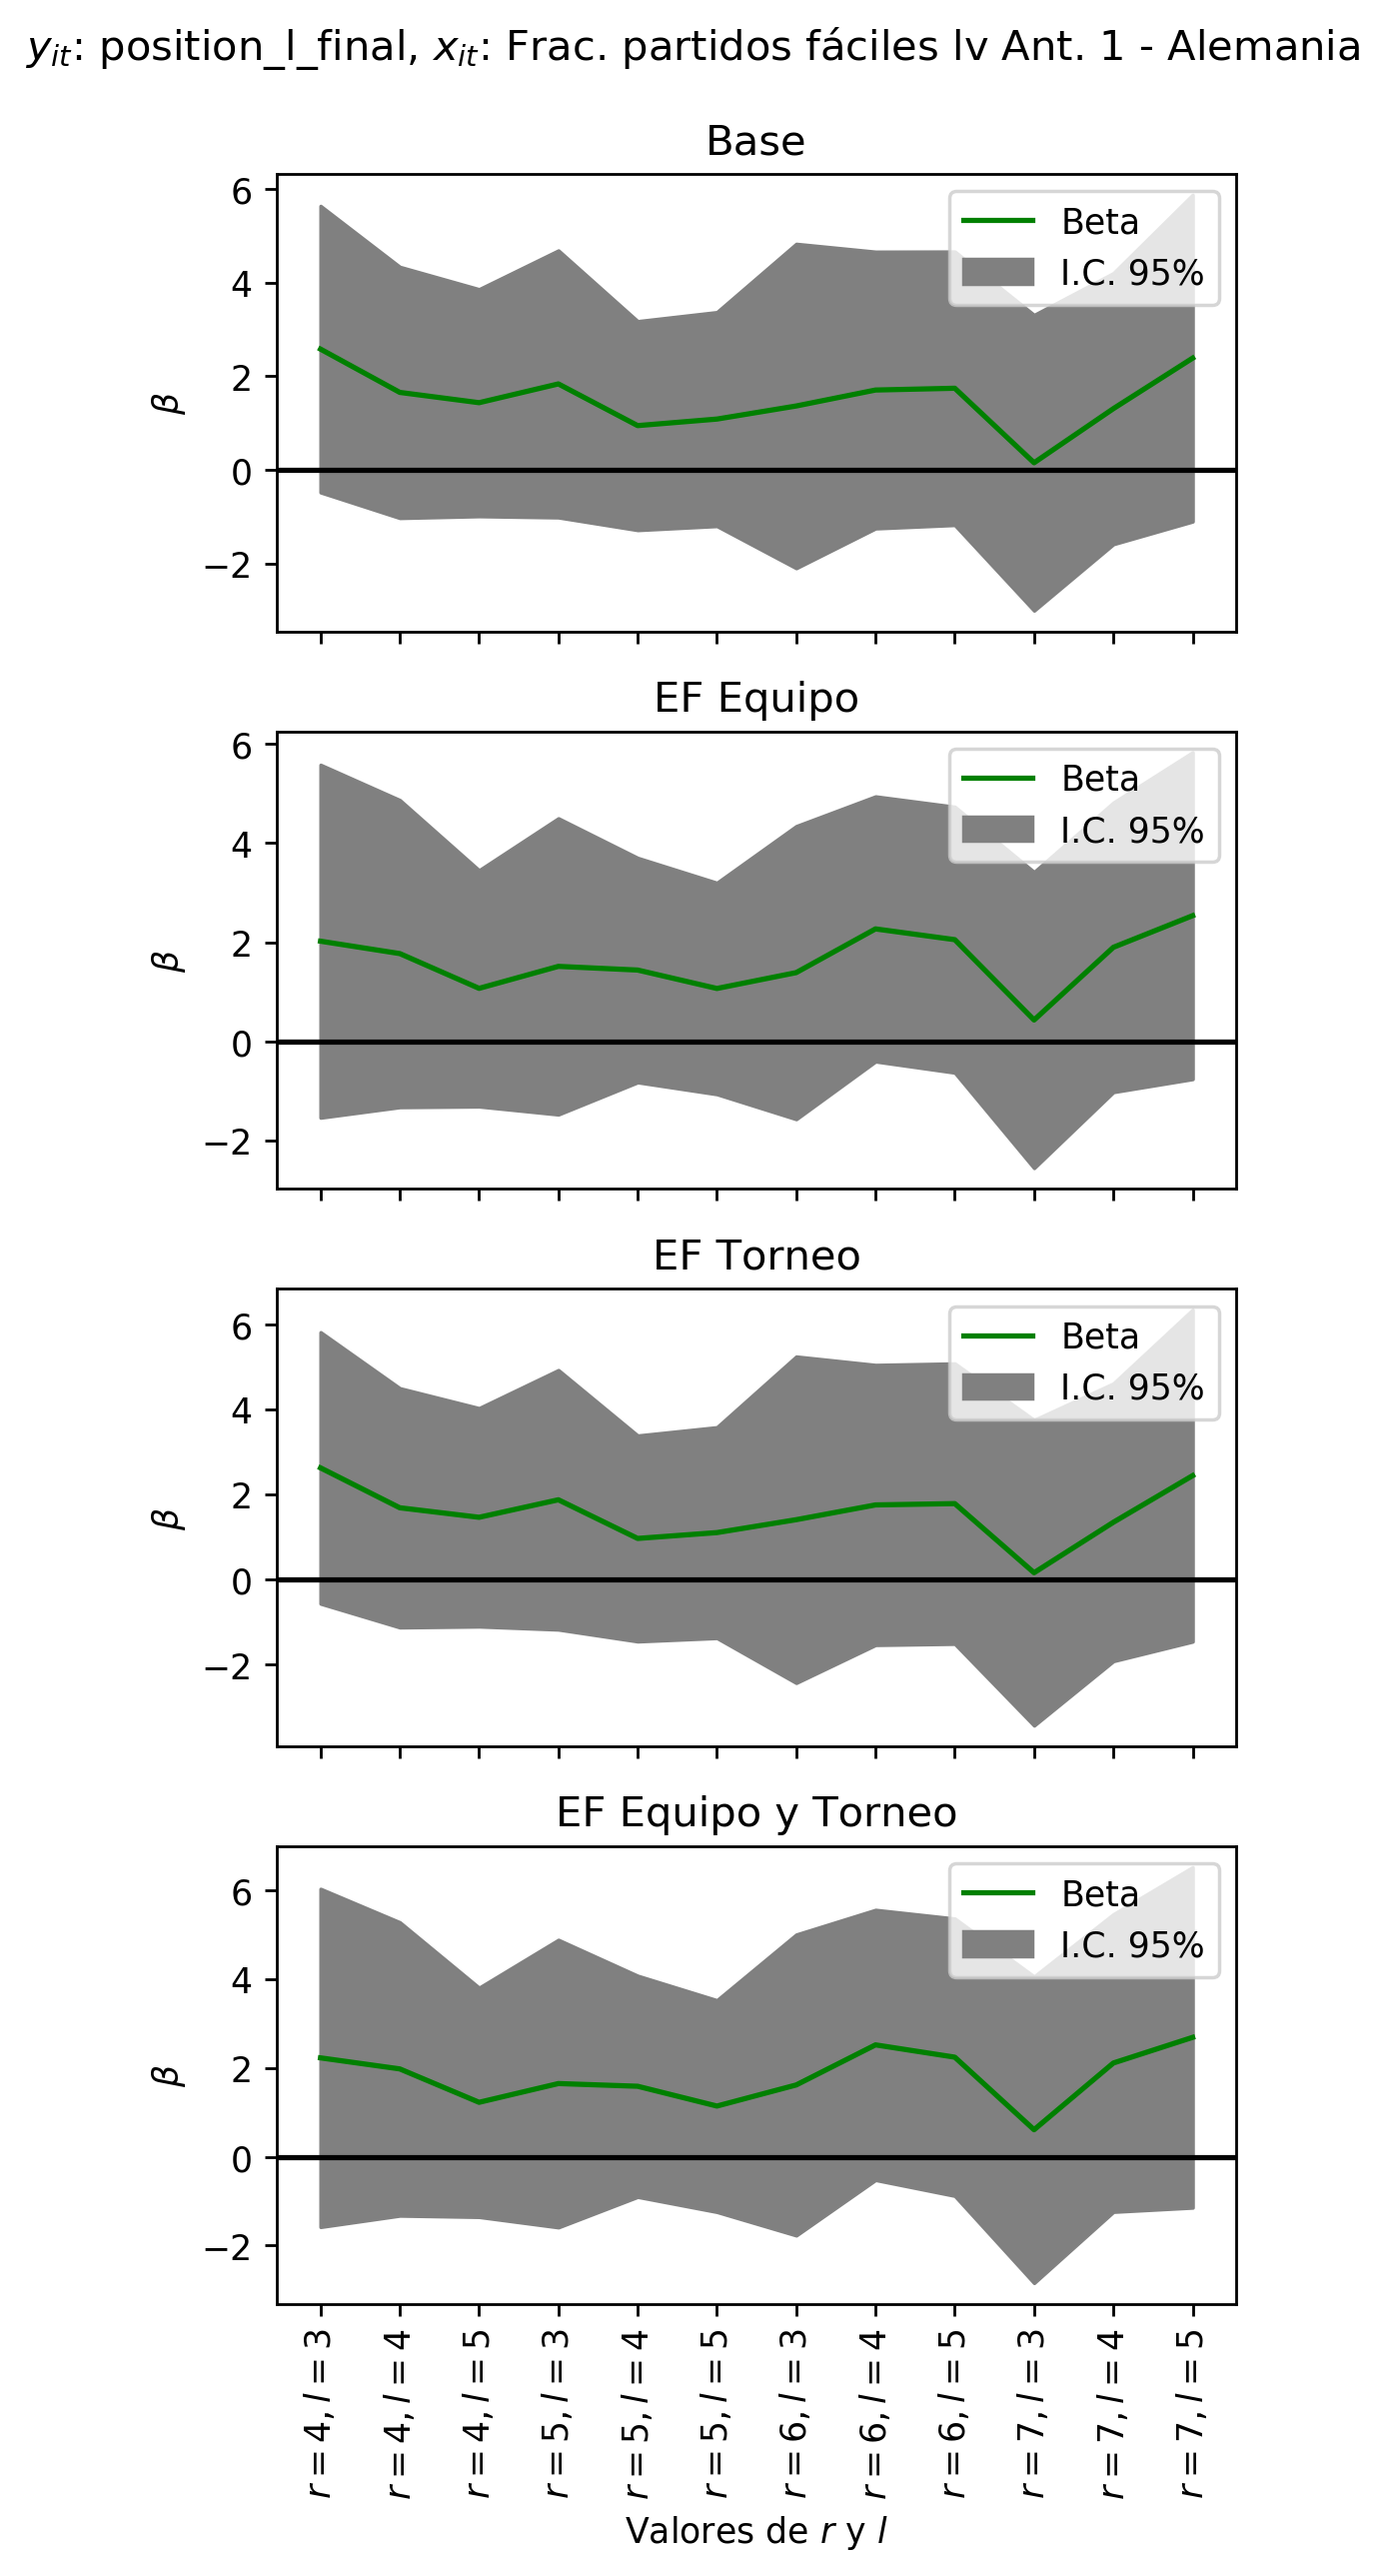 y_it: position_l_final, x_it: Frac. partidos fáciles lv Ant. 1 - Alemania
Base
6
4
2
0
−2
β
Beta
I.C. 95%
EF Equipo
6
4
2
0
−2
β
Beta
I.C. 95%
EF Torneo
6
4
2
0
−2
β
Beta
I.C. 95%
EF Equipo y Torneo
6
4
2
0
−2
β
Beta
I.C. 95%
r = 4, l = 3
r = 4, l = 4
r = 4, l = 5
r = 5, l = 3
r = 5, l = 4
r = 5, l = 5
r = 6, l = 3
r = 6, l = 4
r = 6, l = 5
r = 7, l = 3
r = 7, l = 4
r = 7, l = 5
Valores de r y l